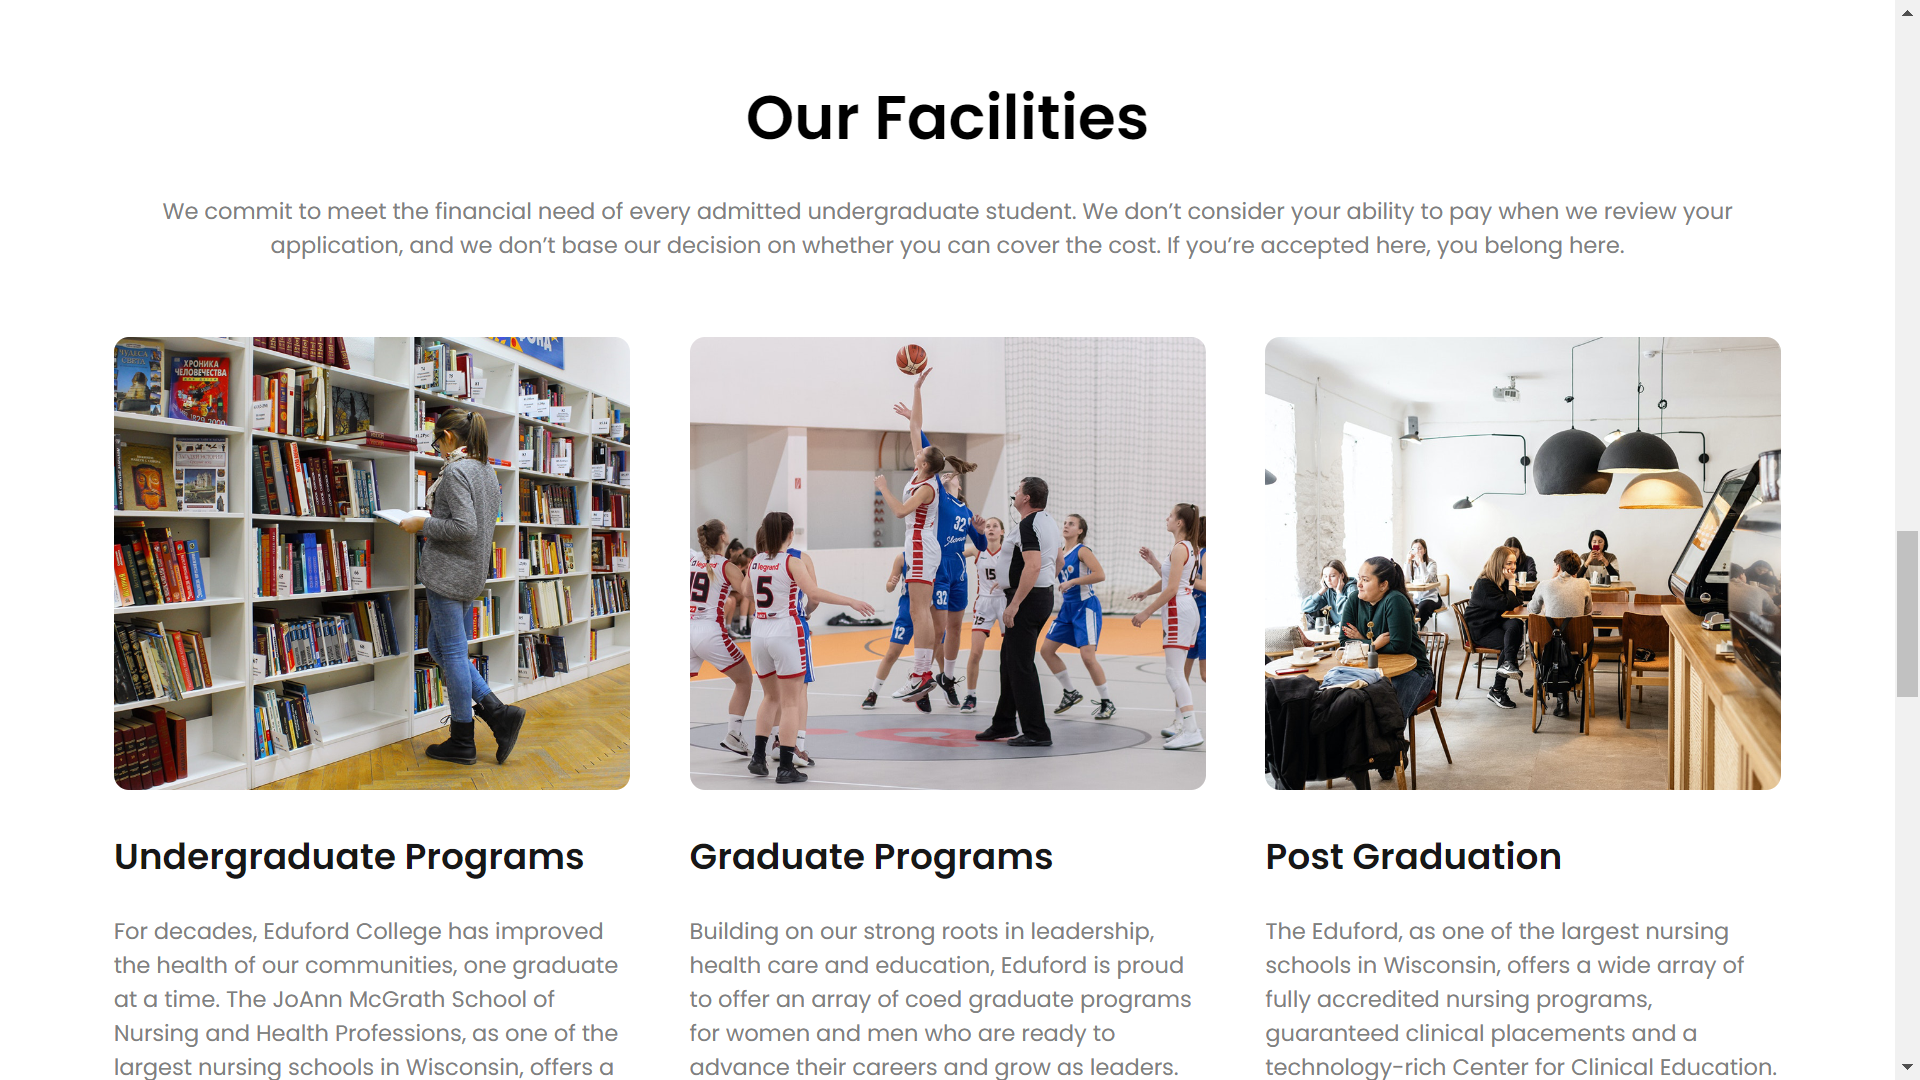 Our Facilities
We commit to meet the financial need of every admitted undergraduate student. We don’t consider your ability to pay when we review your
application, and we don’t base our decision on whether you can cover the cost. If you’re accepted here, you belong here.
ХРОНИКА
ЧЕЛОВЕЧЕСТВА
32
legrand
legrand
19
5
15
32
12
Undergraduate Programs
Graduate Programs
Post Graduation
For decades, Eduford College has improved
the health of our communities, one graduate
at a time. The JoAnn McGrath School of
Nursing and Health Professions, as one of the
largest nursing schools in Wisconsin, offers a
Building on our strong roots in leadership,
health care and education, Eduford is proud
to offer an array of coed graduate programs
for women and men who are ready to
advance their careers and grow as leaders.
The Eduford, as one of the largest nursing
schools in Wisconsin, offers a wide array of
fully accredited nursing programs,
guaranteed clinical placements and a
technology-rich Center for Clinical Education.